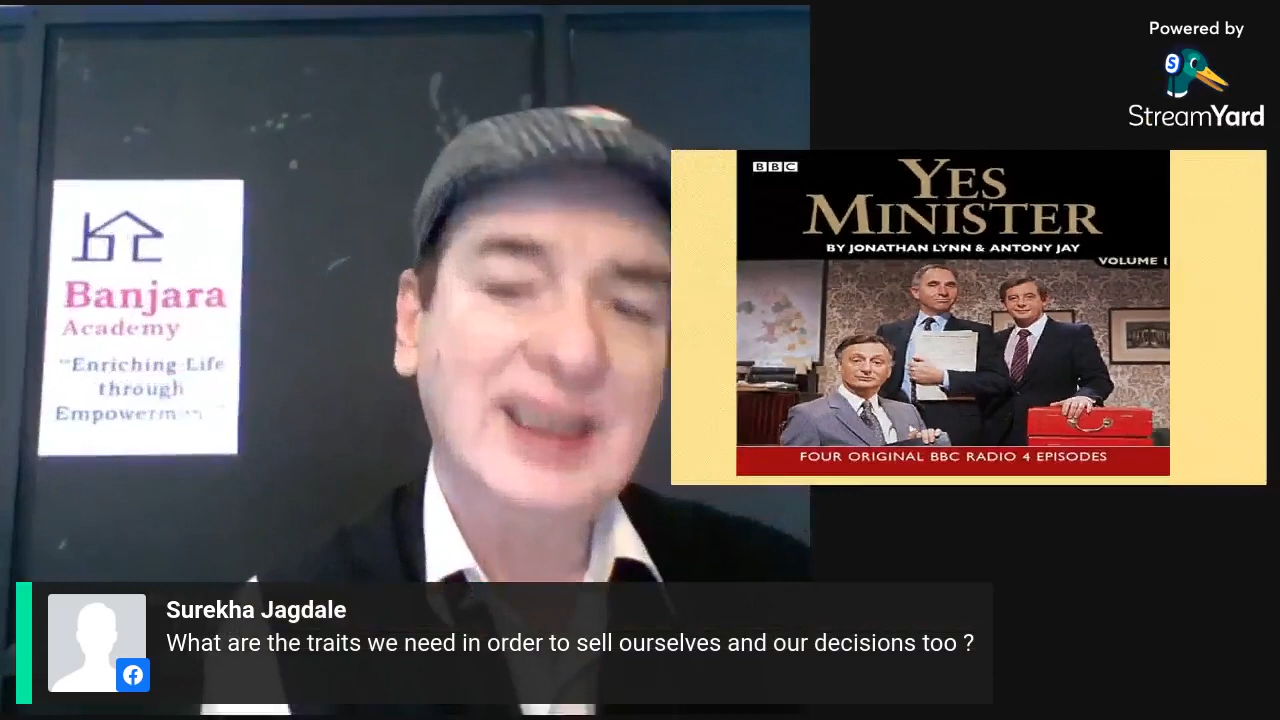 Powered by
StreamYard
Banjara
Academy
"Enriching Life
through
BBC
YES
MINISTER
BY JONATHAN LYNN & ANTONY JAY
VOLUME 1
FOUR ORIGINAL BBC RADIO 4 EPISODES
Surekha Jagdale
What are the traits we need in order to sell ourselves and our decisions too ?